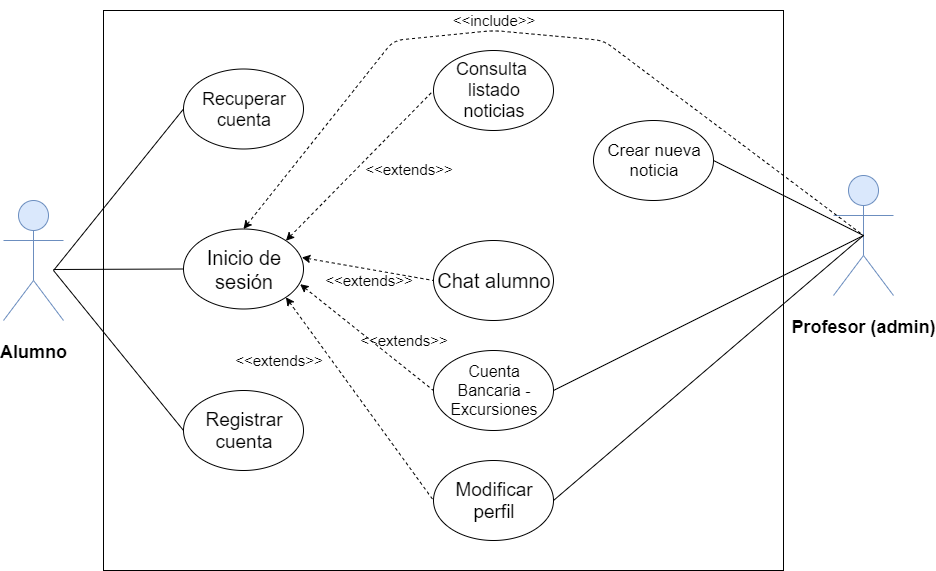 <<include>>
Consulta
listado
noticias
Recuperar
cuenta
Crear nueva
noticia
<<extends>>
Inicio de
sesión
Chat alumno
<<extends>>
Profesor (admin)
Alumno
<<extends>>
<<extends>>
Cuenta
Bancaria -
Excursiones
Registrar
cuenta
Modificar
perfil